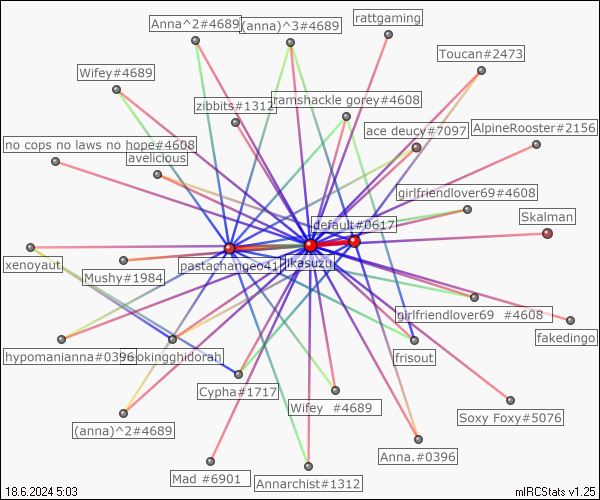 Anna^2#4689
(anna)^3#4689
rattgaming
Toucan#2473
Wifey#4689
zibbits#1312
ramshackle gorey#4608
ace deucy#7097
AlpineRooster#2156
no cops no laws no hope#4608
avelicious
girlfriendlover69#4608
Skalman
default#0617
xenoyaut
Mushy#1984
pastachangeo41
ikasuzu
girlfriendlover69 #4608
fakedingo
hypomanianna#0396
smokingghidorah
frisout
Cypha#1717
Wifey #4689
Soxy Foxy#5076
(anna)^2#4689
Anna.#0396
Mad #6901
Annarchist#1312
18.6.2024 5:03
mIRCStats v1.25